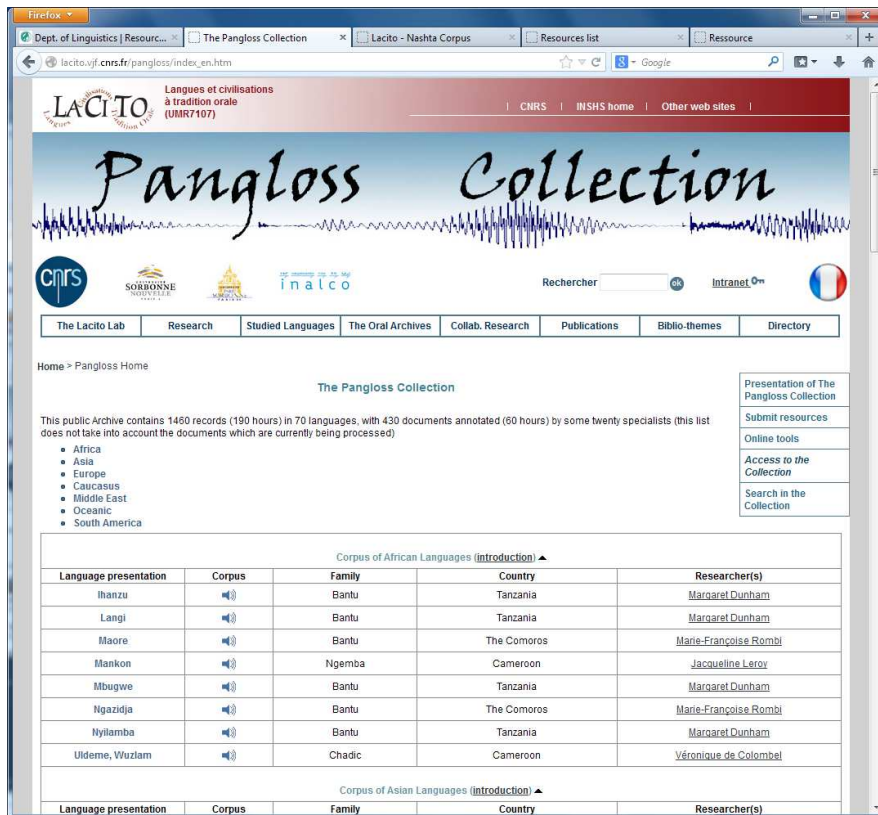 Firefox
Dept. of Linguistics | Resourc... × The Pangloss Collection × Lacito - Nashta Corpus × Resources list × Ressource × +
lacito.vjf.cnrs.fr/pangloss/index_en.htm Google
LACITO
Langues Civilisations Tradition Orale
Langues et civilisations
à tradition orale
(UMR7107)
| CNRS | INSHS home | Other web sites |
Pangloss Collection
cnrs SORBONNE NOUVELLE inalco Rechercher ok Intranet
The Lacito Lab Research Studied Languages The Oral Archives Collab. Research Publications Biblio-themes Directory
Home > Pangloss Home
The Pangloss Collection
This public Archive contains 1460 records (190 hours) in 70 languages, with 430 documents annotated (60 hours) by some twenty specialists (this list
does not take into account the documents which are currently being processed)
Africa
Asia
Europe
Caucasus
Middle East
Oceanic
South America
Presentation of The
Pangloss Collection
Submit resources
Online tools
Access to the
Collection
Search in the
Collection
Corpus of African Languages (introduction)
Language presentation Corpus Family Country Researcher(s)
Ihanzu Bantu Tanzania Margaret Dunham
Langi Bantu Tanzania Margaret Dunham
Maore Bantu The Comoros Marie-Françoise Rombi
Mankon Ngemba Cameroon Jacqueline Leroy
Mbugwe Bantu Tanzania Margaret Dunham
Ngazidja Bantu The Comoros Marie-Françoise Rombi
Nyilamba Bantu Tanzania Margaret Dunham
Uldeme, Wuzlam Chadic Cameroon Véronique de Colombel
Corpus of Asian Languages (introduction)
Language presentation Corpus Family Country Researcher(s)